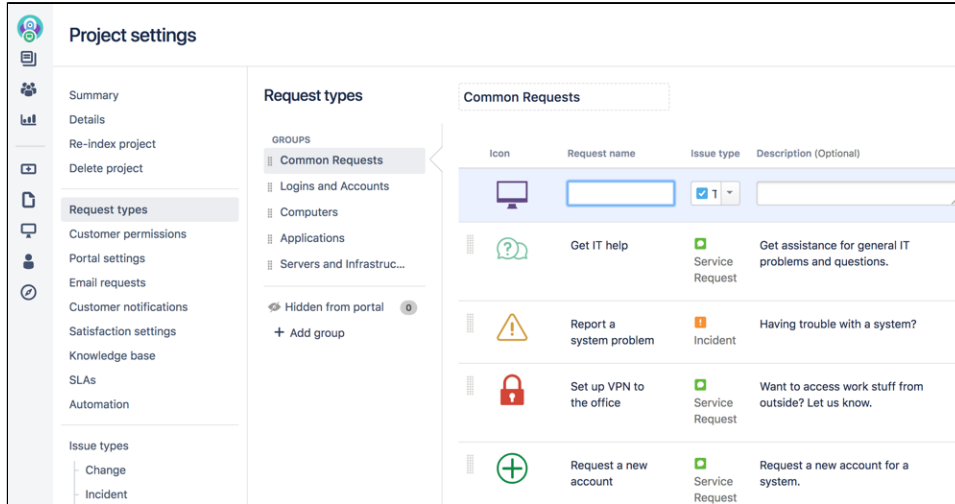 Project settings
Summary
Details
Re-index project
Delete project
Request types
Customer permissions
Portal settings
Email requests
Customer notifications
Satisfaction settings
Knowledge base
SLAs
Automation
Issue types
Change
Incident
Request types
GROUPS
Common Requests
Logins and Accounts
Computers
Applications
Servers and Infrastruc...
Hidden from portal 0
+ Add group
Common Requests
Icon Request name Issue type Description (Optional)
Get IT help
Service
Request
Get assistance for general IT
problems and questions.
Report a
system problem
Incident
Having trouble with a system?
Set up VPN to
the office
Service
Request
Want to access work stuff from
outside? Let us know.
Request a new
account
Service
Request
Request a new account for a
system.